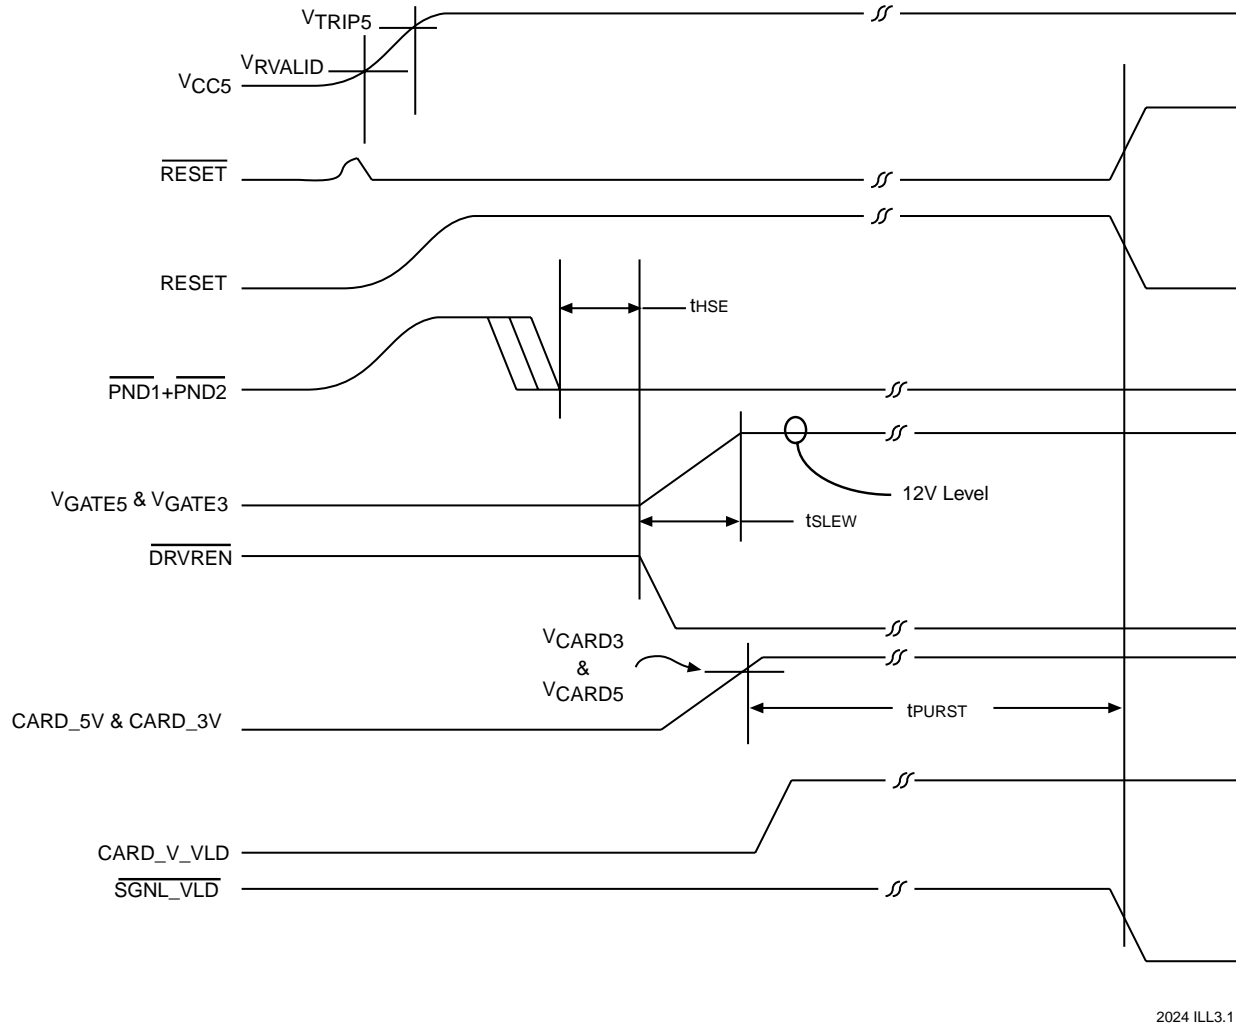 VTRIP5
VRVALID
VCC5
RESET
RESET
tHSE
PND1+PND2
12V Level
VGATE5 & VGATE3
tSLEW
DRVREN
VCARD3
&
VCARD5
CARD_5V & CARD_3V
tPURST
CARD_V_VLD
SGNL_VLD
2024 ILL3.1